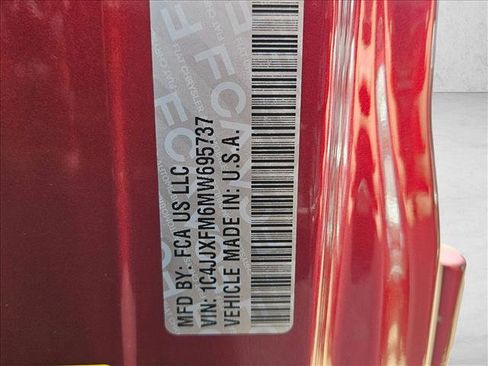 MFD BY: FCA US LLC
VIN: 1C4JJXFM6MW695737
VEHICLE MADE IN: U.S.A.